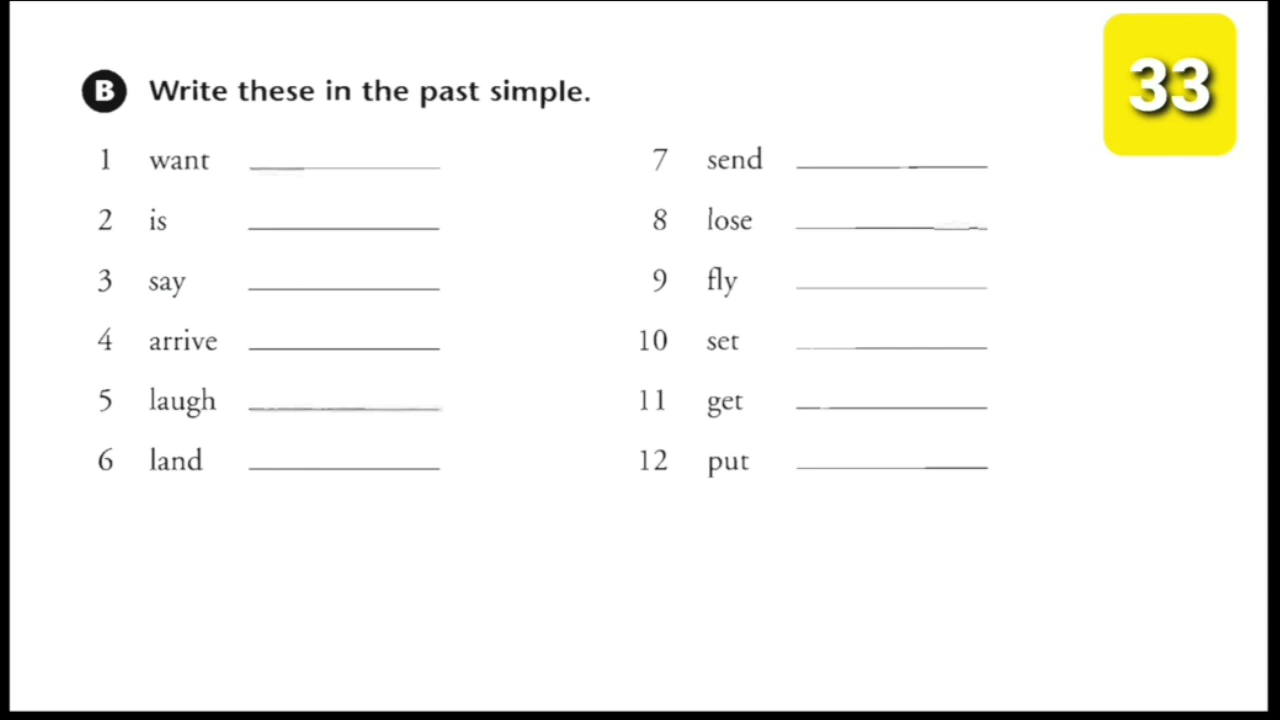 33
B Write these in the past simple.
1 want
2 is
3 say
4 arrive
5 laugh
6 land
7 send
8 lose
9 fly
10 set
11 get
12 put